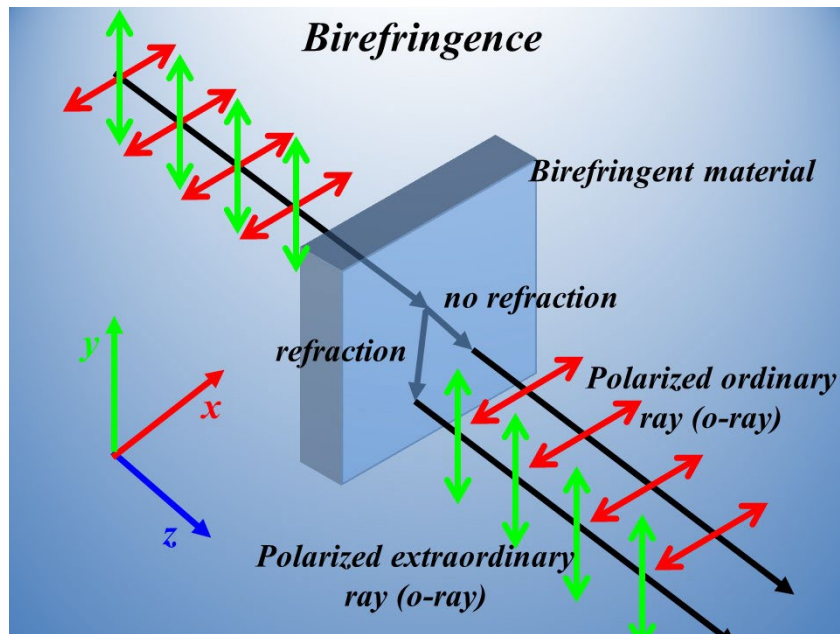 Birefringence
Birefringent material
no refraction
refraction
y
x
z
Polarized ordinary
ray (o-ray)
Polarized extraordinary
ray (o-ray)